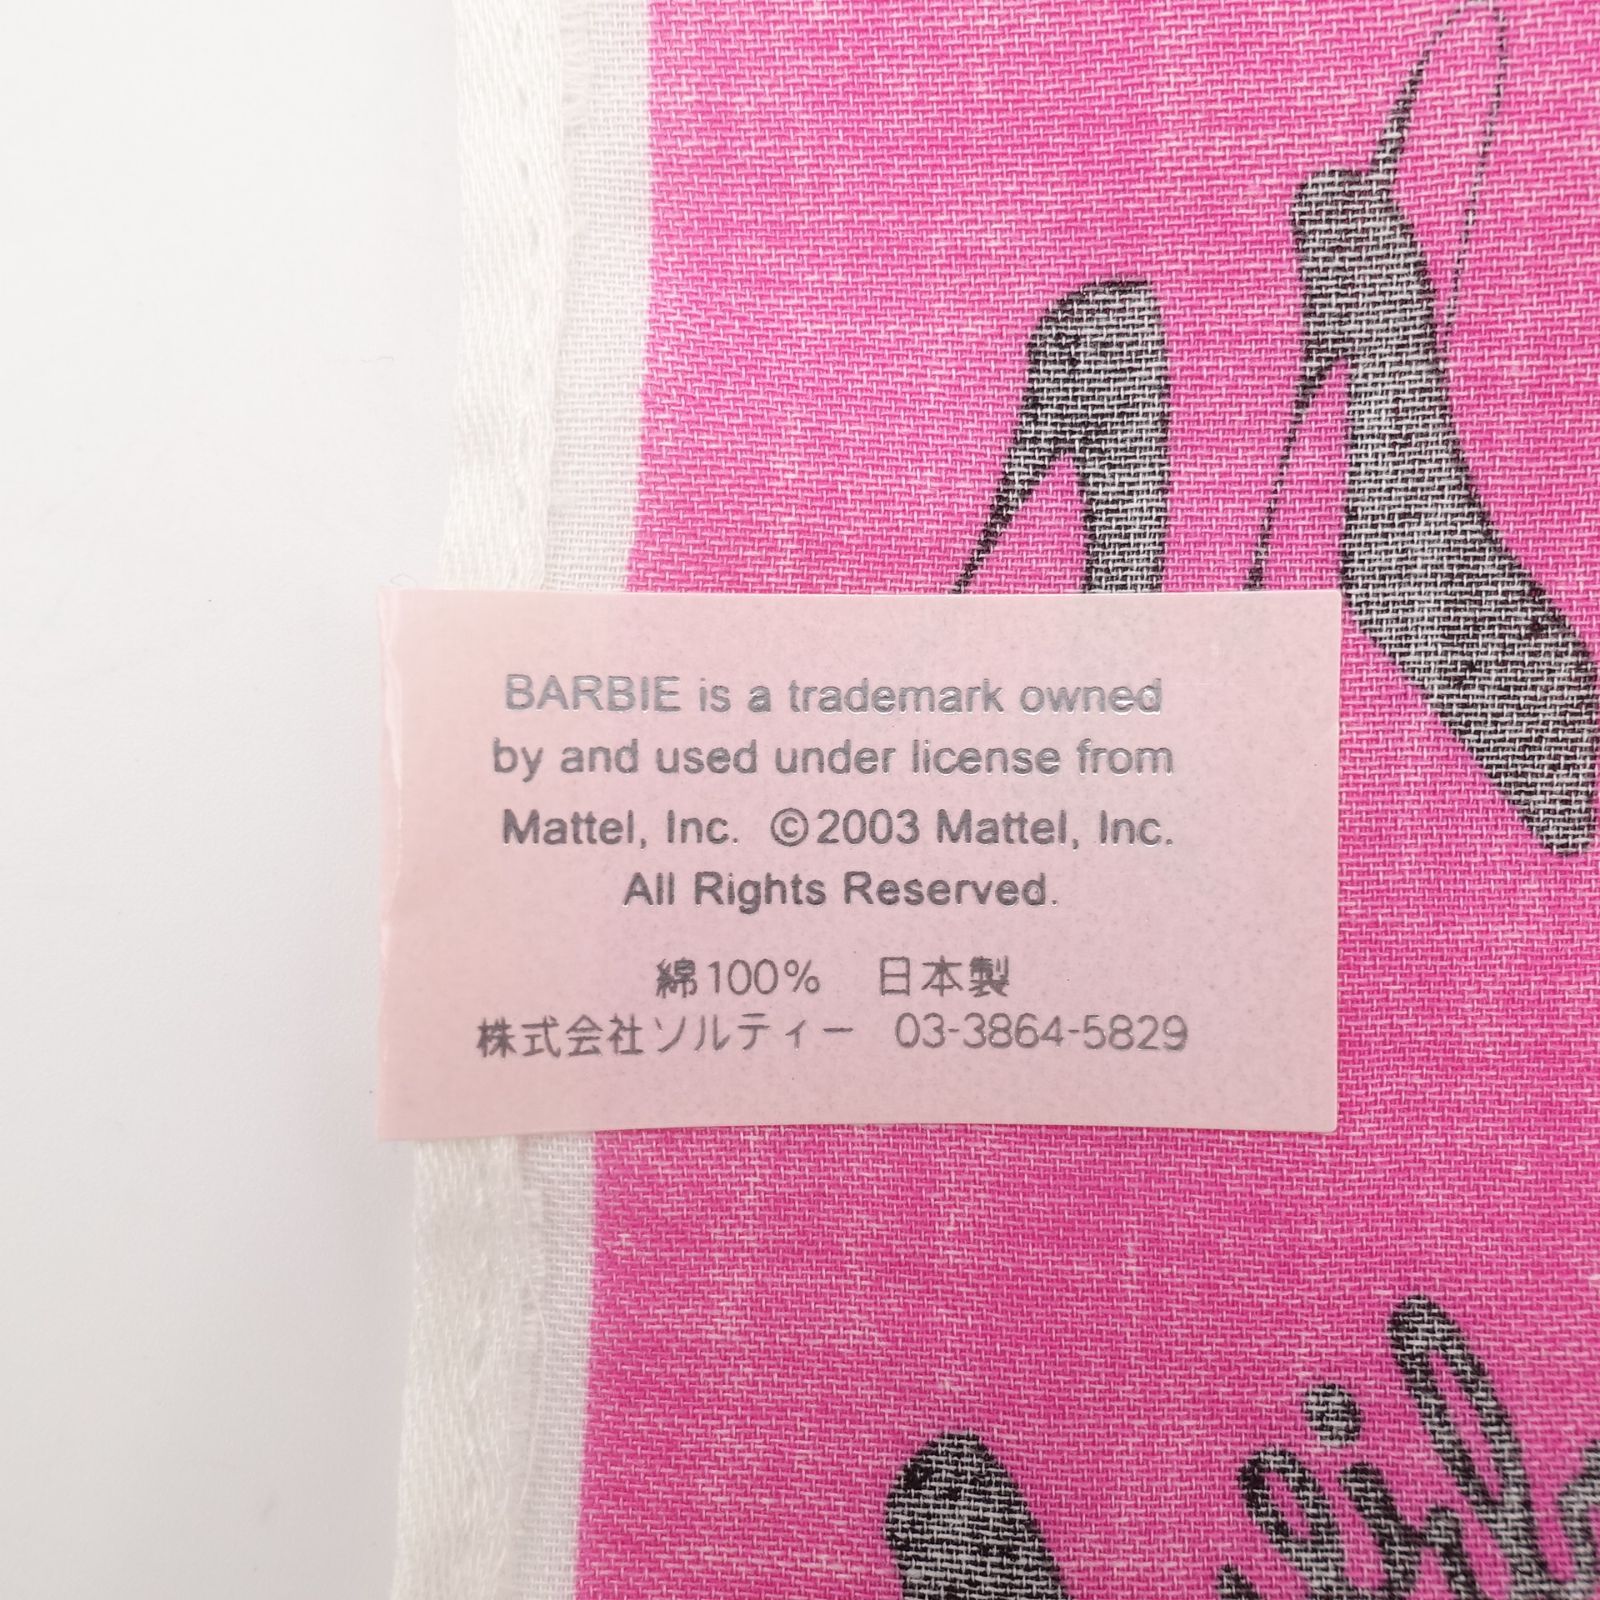 BARBIE is a trademark owned
by and used under license from
Mattel, Inc. ©2003 Mattel, Inc.
All Rights Reserved.
綿100% 日本製
株式会社ソルティー 03-3864-5829